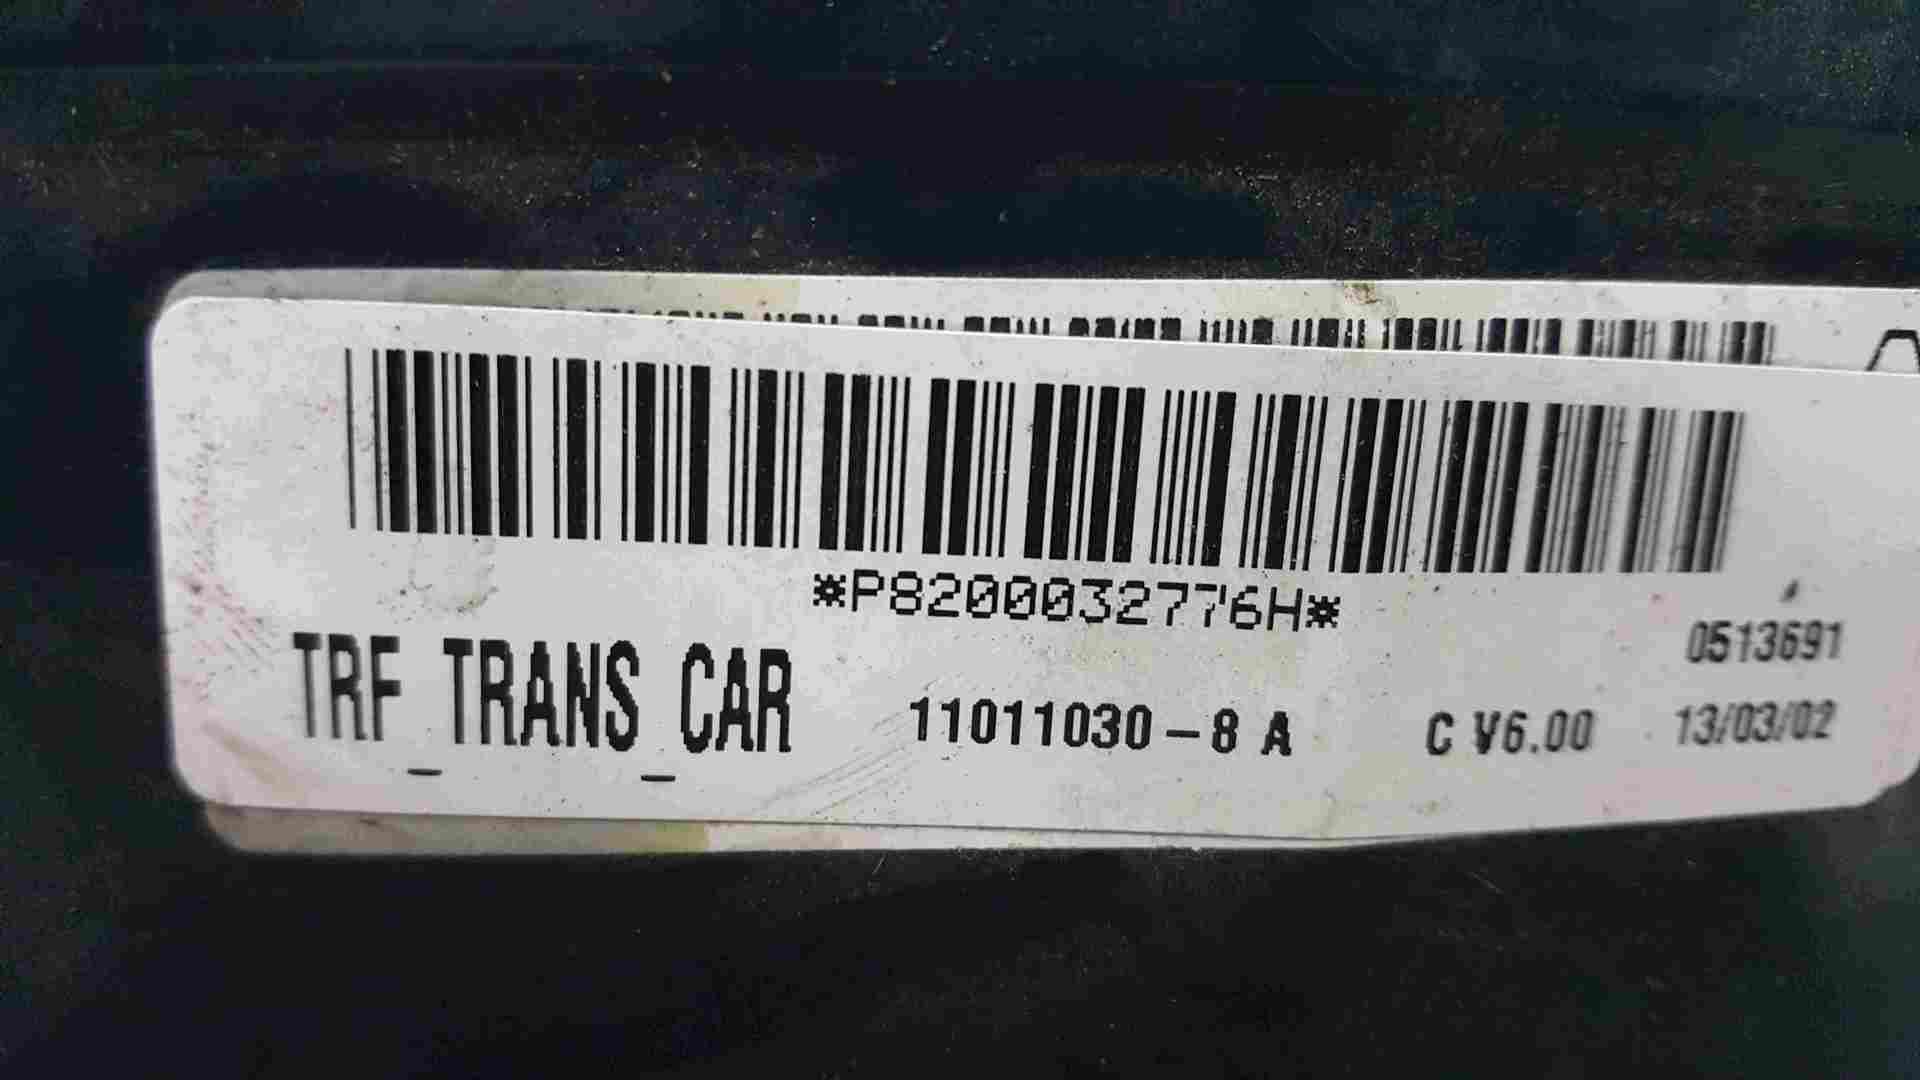 *P8200032776H*
0513691
TRF_TRANS_CAR 11011030-8 A C V6.00 13/03/02